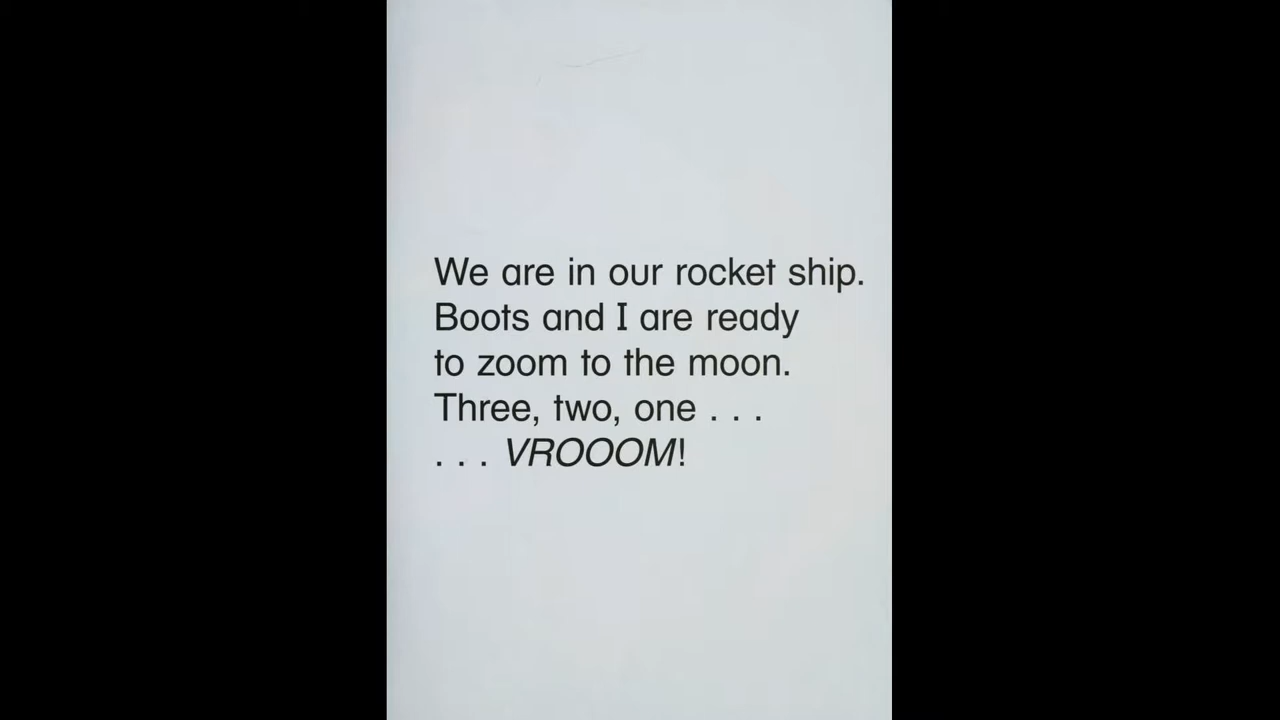 We are in our rocket ship.
Boots and I are ready
to zoom to the moon.
Three, two, one . . .
. . . VROOOM!